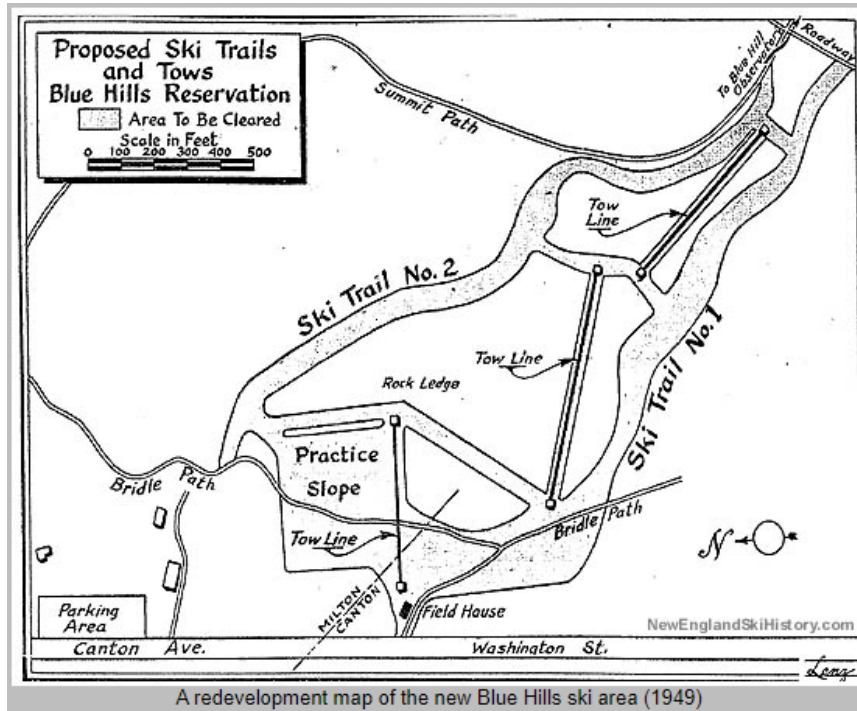 Proposed Ski Trails
and Tows
Blue Hills Reservation
Area To Be Cleared
Scale in Feet
0 100 200 300 400 500
Summit Path
To Blue Hill
Observatory
Roadway
Tow
Line
Ski Trail No. 2
Tow Line
Ski Trail No. 1
Rock Ledge
Practice
Slope
Bridle Path
Bridle Path
Tow Line
MILTON
CANTON
N
Parking
Area
Field House
NewEnglandSkiHistory.com
Canton Ave.
Washington St.
Lenz
A redevelopment map of the new Blue Hills ski area (1949)